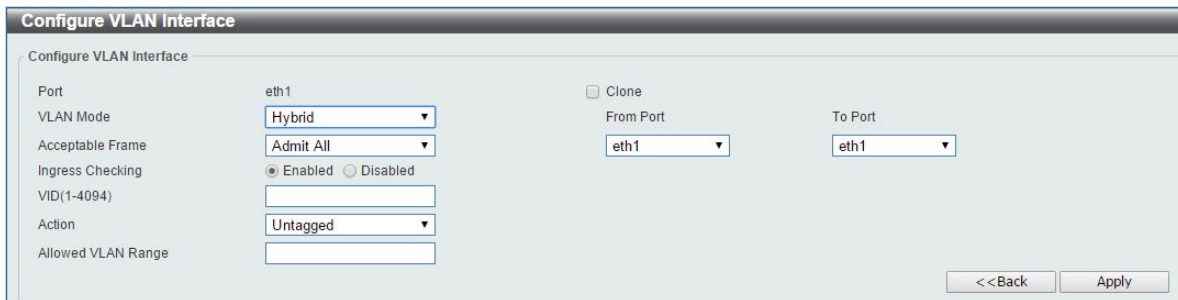 Configure VLAN Interface
Configure VLAN Interface
Port eth1 Clone
VLAN Mode Hybrid From Port To Port
Acceptable Frame Admit All eth1 eth1
Ingress Checking Enabled Disabled
VID(1-4094)
Action Untagged
Allowed VLAN Range
<<Back Apply